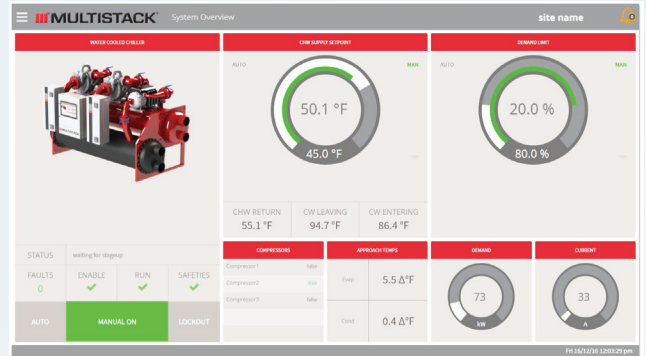 MULTISTACK System Overview site name 0
WATER COOLED CHILLER
CHW SUPPLY SETPOINT
DEMAND LIMIT
AUTO MAN
50.1 °F
45.0 °F
AUTO MAN
20.0 %
80.0 %
CHW RETURN CW LEAVING CW ENTERING
55.1 °F 94.7 °F 86.4 °F
STATUS waiting for stageup
FAULTS ENABLE RUN SAFETIES
0
AUTO MANUAL ON LOCKOUT
COMPRESSORS
Compressor1 false
Compressor2 true
Compressor3 false
APPROACH TEMPS
Evap 5.5 Δ°F
Cond 0.4 Δ°F
DEMAND
73
kW
CURRENT
33
A
Fri 16/12/16 12:03:29 pm